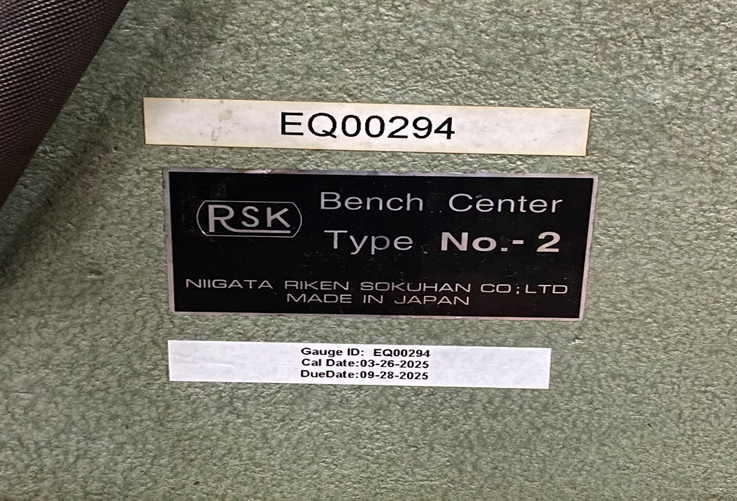 EQ00294
RSK
Bench Center
Type No.-2
NIIGATA RIKEN SOKUHAN CO;LTD
MADE IN JAPAN
Gauge ID: EQ00294
Cal Date:03-26-2025
DueDate:09-28-2025